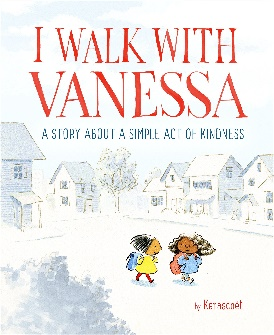 I WALK WITH
VANESSA
A STORY ABOUT A SIMPLE ACT OF KINDNESS
by Kerascoët